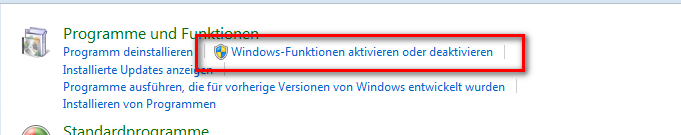 Programme und Funktionen
Programm deinstallieren Windows-Funktionen aktivieren oder deaktivieren
Installierte Updates anzeigen
Programme ausführen, die für vorherige Versionen von Windows entwickelt wurden
Installieren von Programmen
Standardprogramme